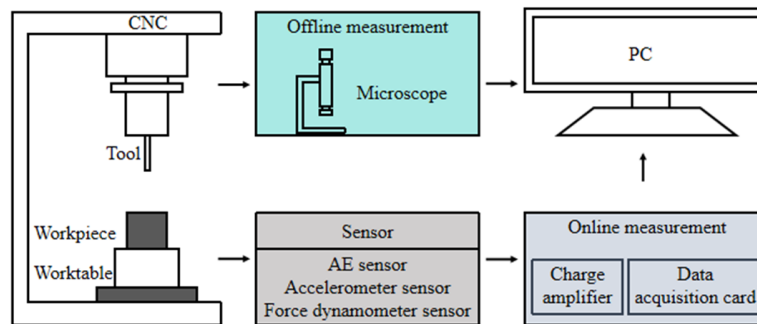 CNC
Tool
Workpiece
Worktable
Offline measurement
Microscope
PC
Sensor
AE sensor
Accelerometer sensor
Force dynamometer sensor
Online measurement
Charge
amplifier
Data
acquisition card